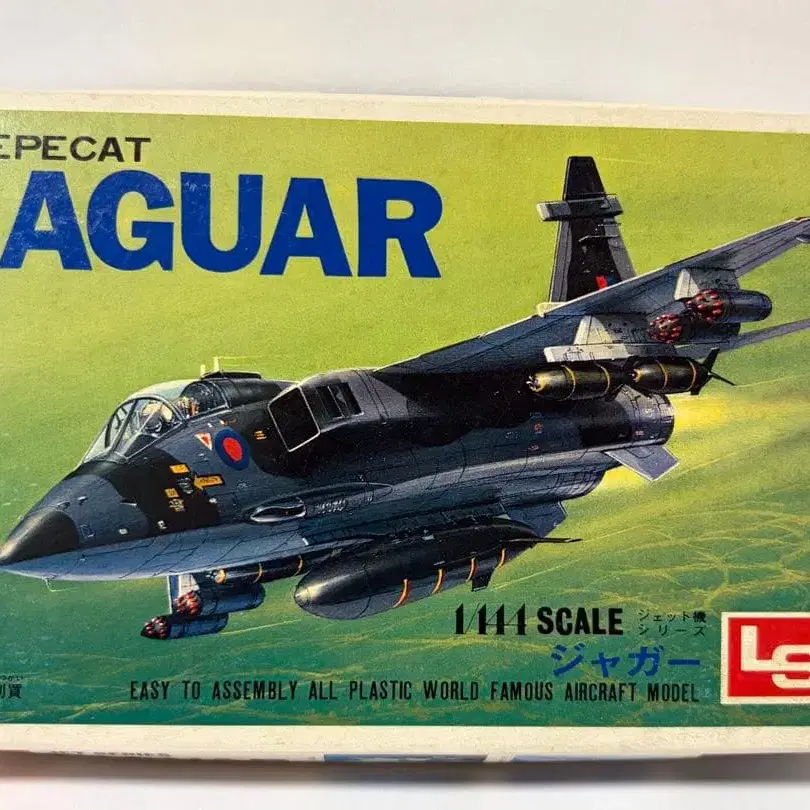 EPECAT
AGUAR
1/144 SCALE ジェット機
シリーズ
ジャガー
LS
EASY TO ASSEMBLY ALL PLASTIC WORLD FAMOUS AIRCRAFT MODEL